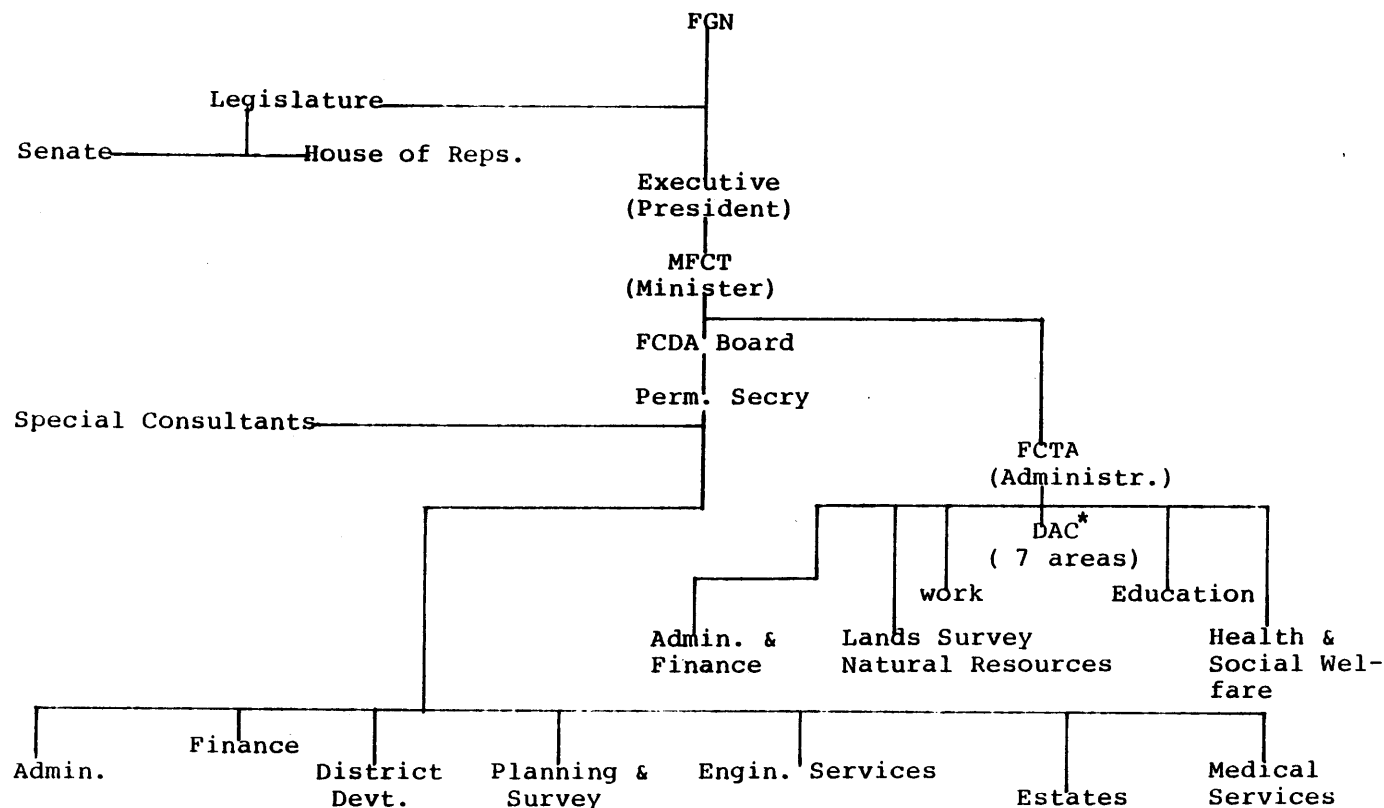 FGN
Legislature
Senate House of Reps.
Executive
(President)
MFCT
(Minister)
FCDA Board
Perm. Secry
Special Consultants
FCTA
(Administr.)
DAC*
( 7 areas)
work Education
Admin. & Lands Survey Health &
Finance Natural Resources Social Wel-
fare
Finance
Admin. District Planning & Engin. Services Medical
Devt. Survey Estates Services